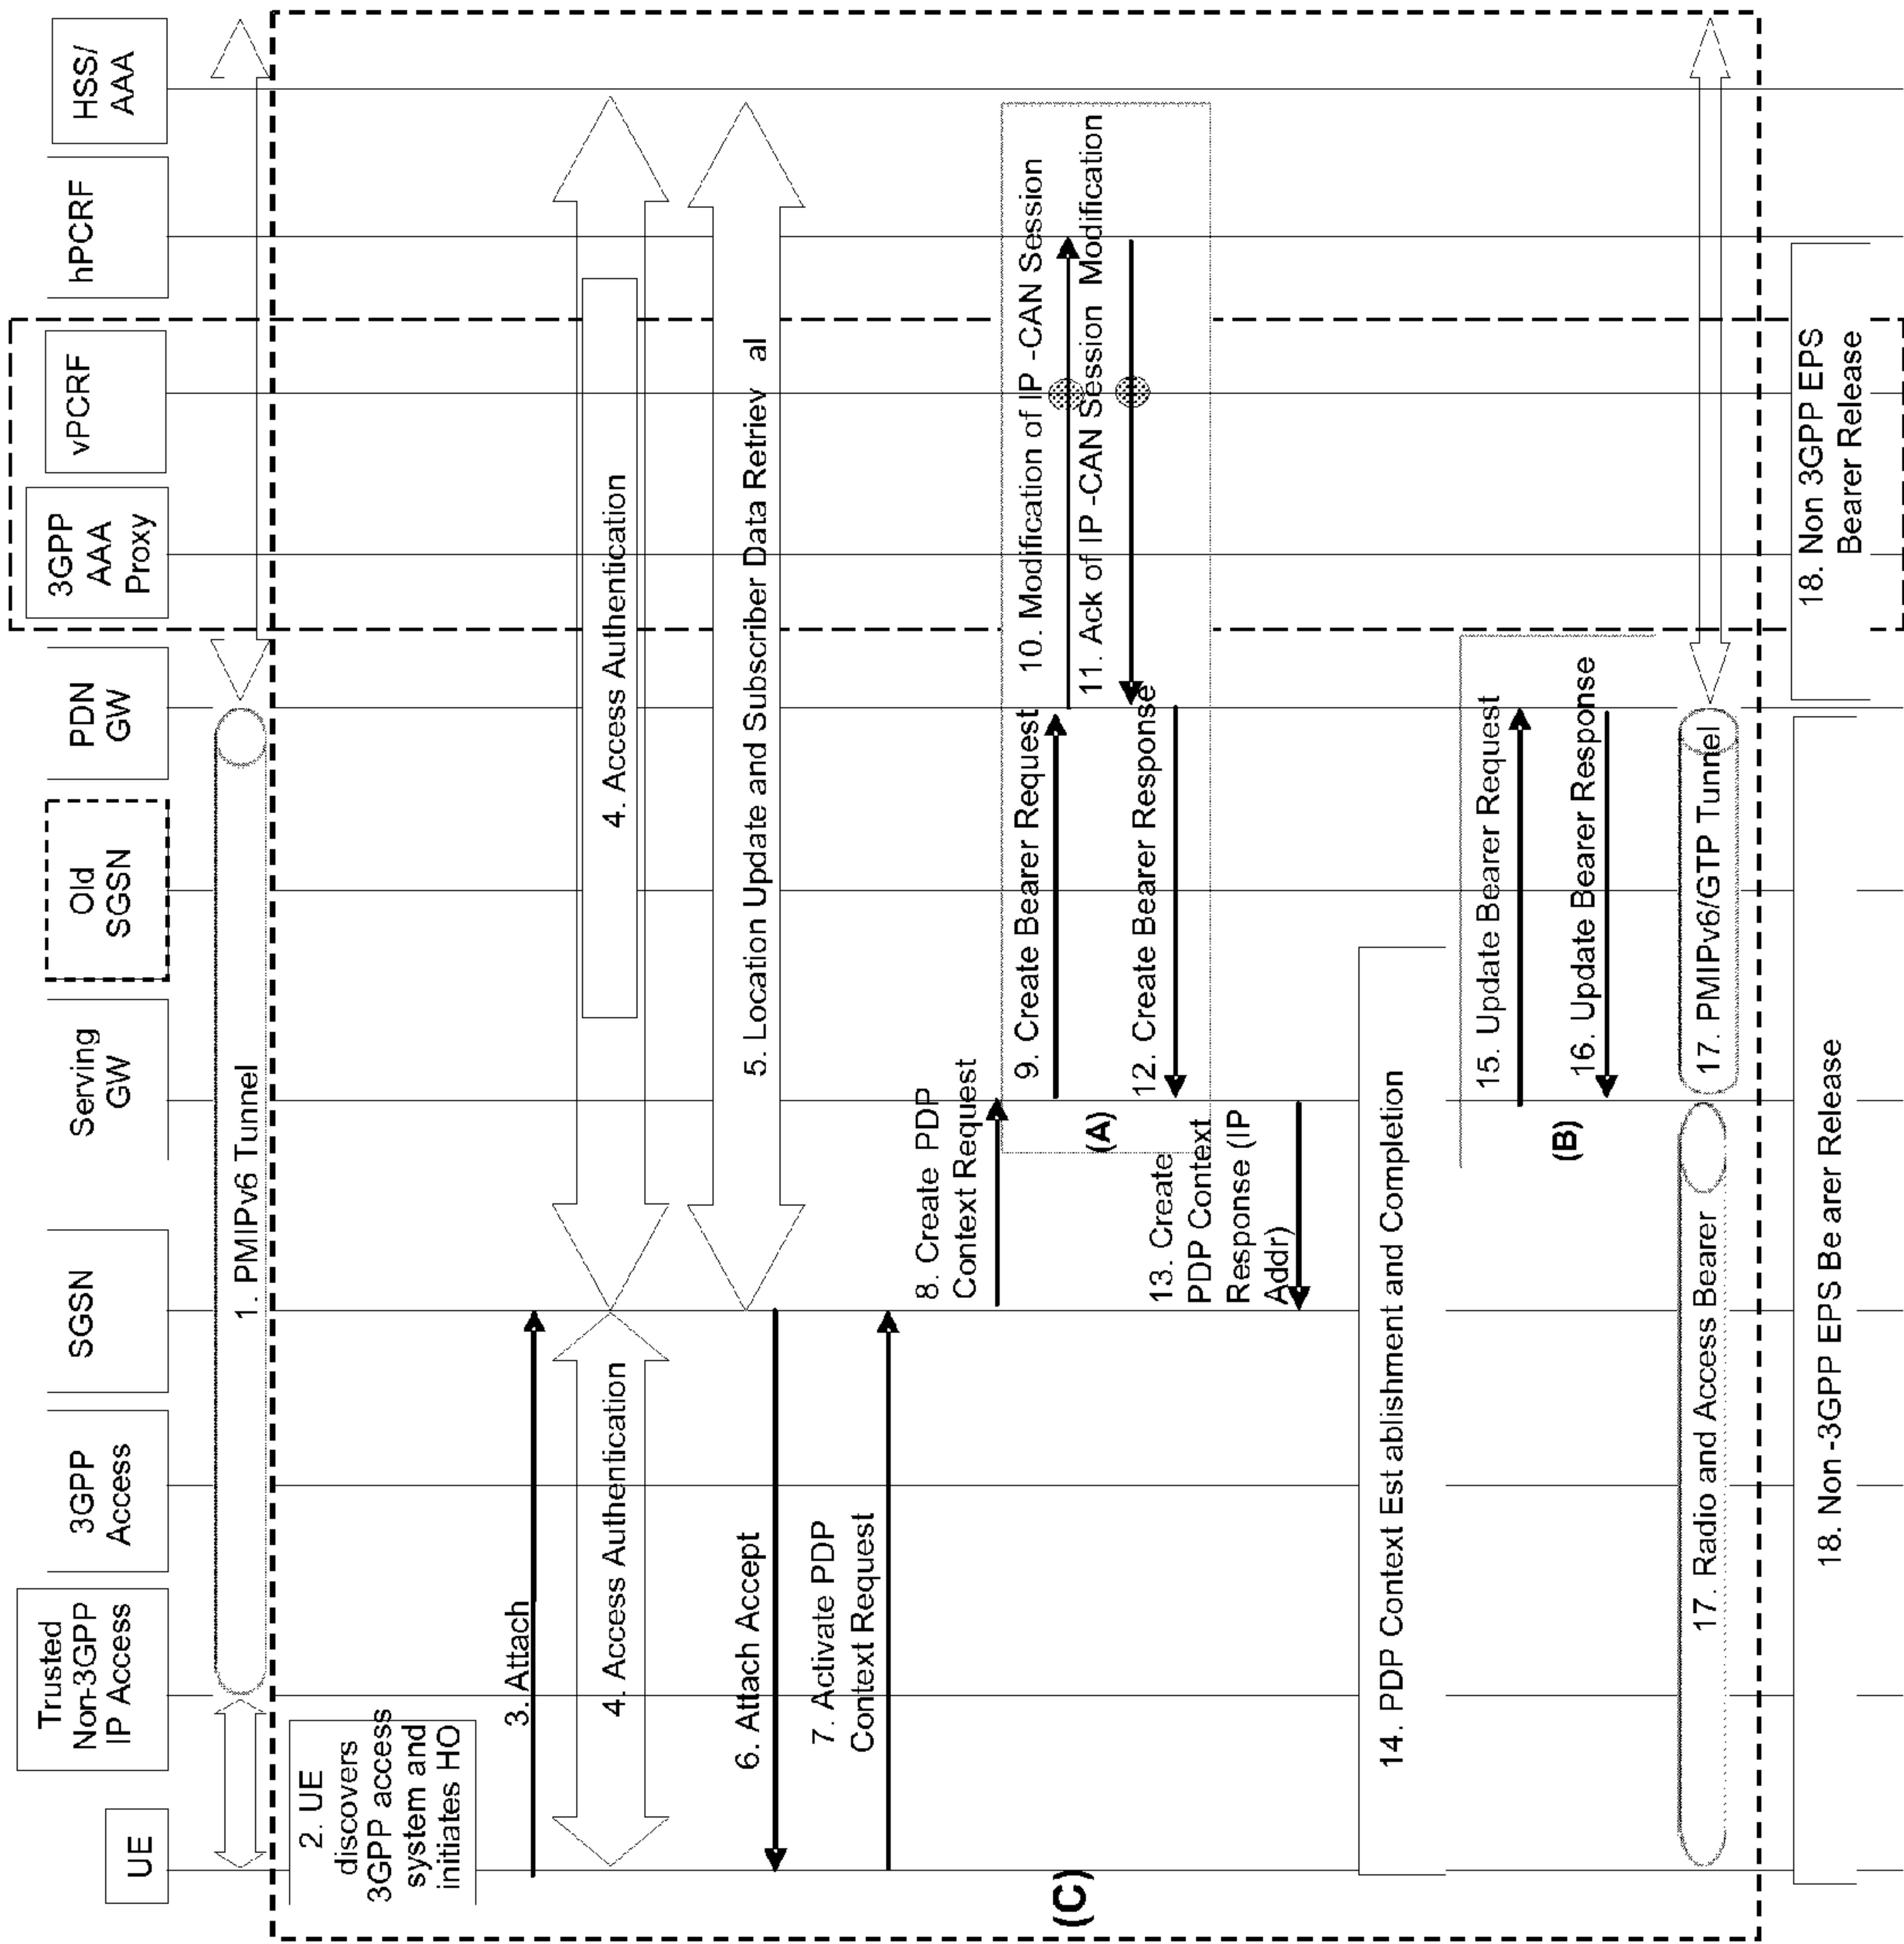 UE
Trusted
Non-3GPP
IP Access
3GPP
Access
SGSN
Serving
GW
Old
SGSN
PDN
GW
3GPP
AAA
Proxy
vPCRF
hPCRF
HSS/
AAA
1. PMIPv6 Tunnel
2. UE
discovers
3GPP access
system and
initiates HO
3. Attach
4. Access Authentication
4. Access Authentication
5. Location Update and Subscriber Data Retriev al
6. Attach Accept
7. Activate PDP
Context Request
8. Create PDP
Context Request
9. Create Bearer Request
10. Modification of IP -CAN Session
11. Ack of IP -CAN Session Modification
(A)
12. Create Bearer Response
13. Create
PDP Context
Response (IP
Addr)
(C)
14. PDP Context Est ablishment and Completion
15. Update Bearer Request
(B)
16. Update Bearer Response
17. Radio and Access Bearer
17. PMIPv6/GTP Tunnel
18. Non -3GPP EPS Be arer Release
18. Non 3GPP EPS
Bearer Release